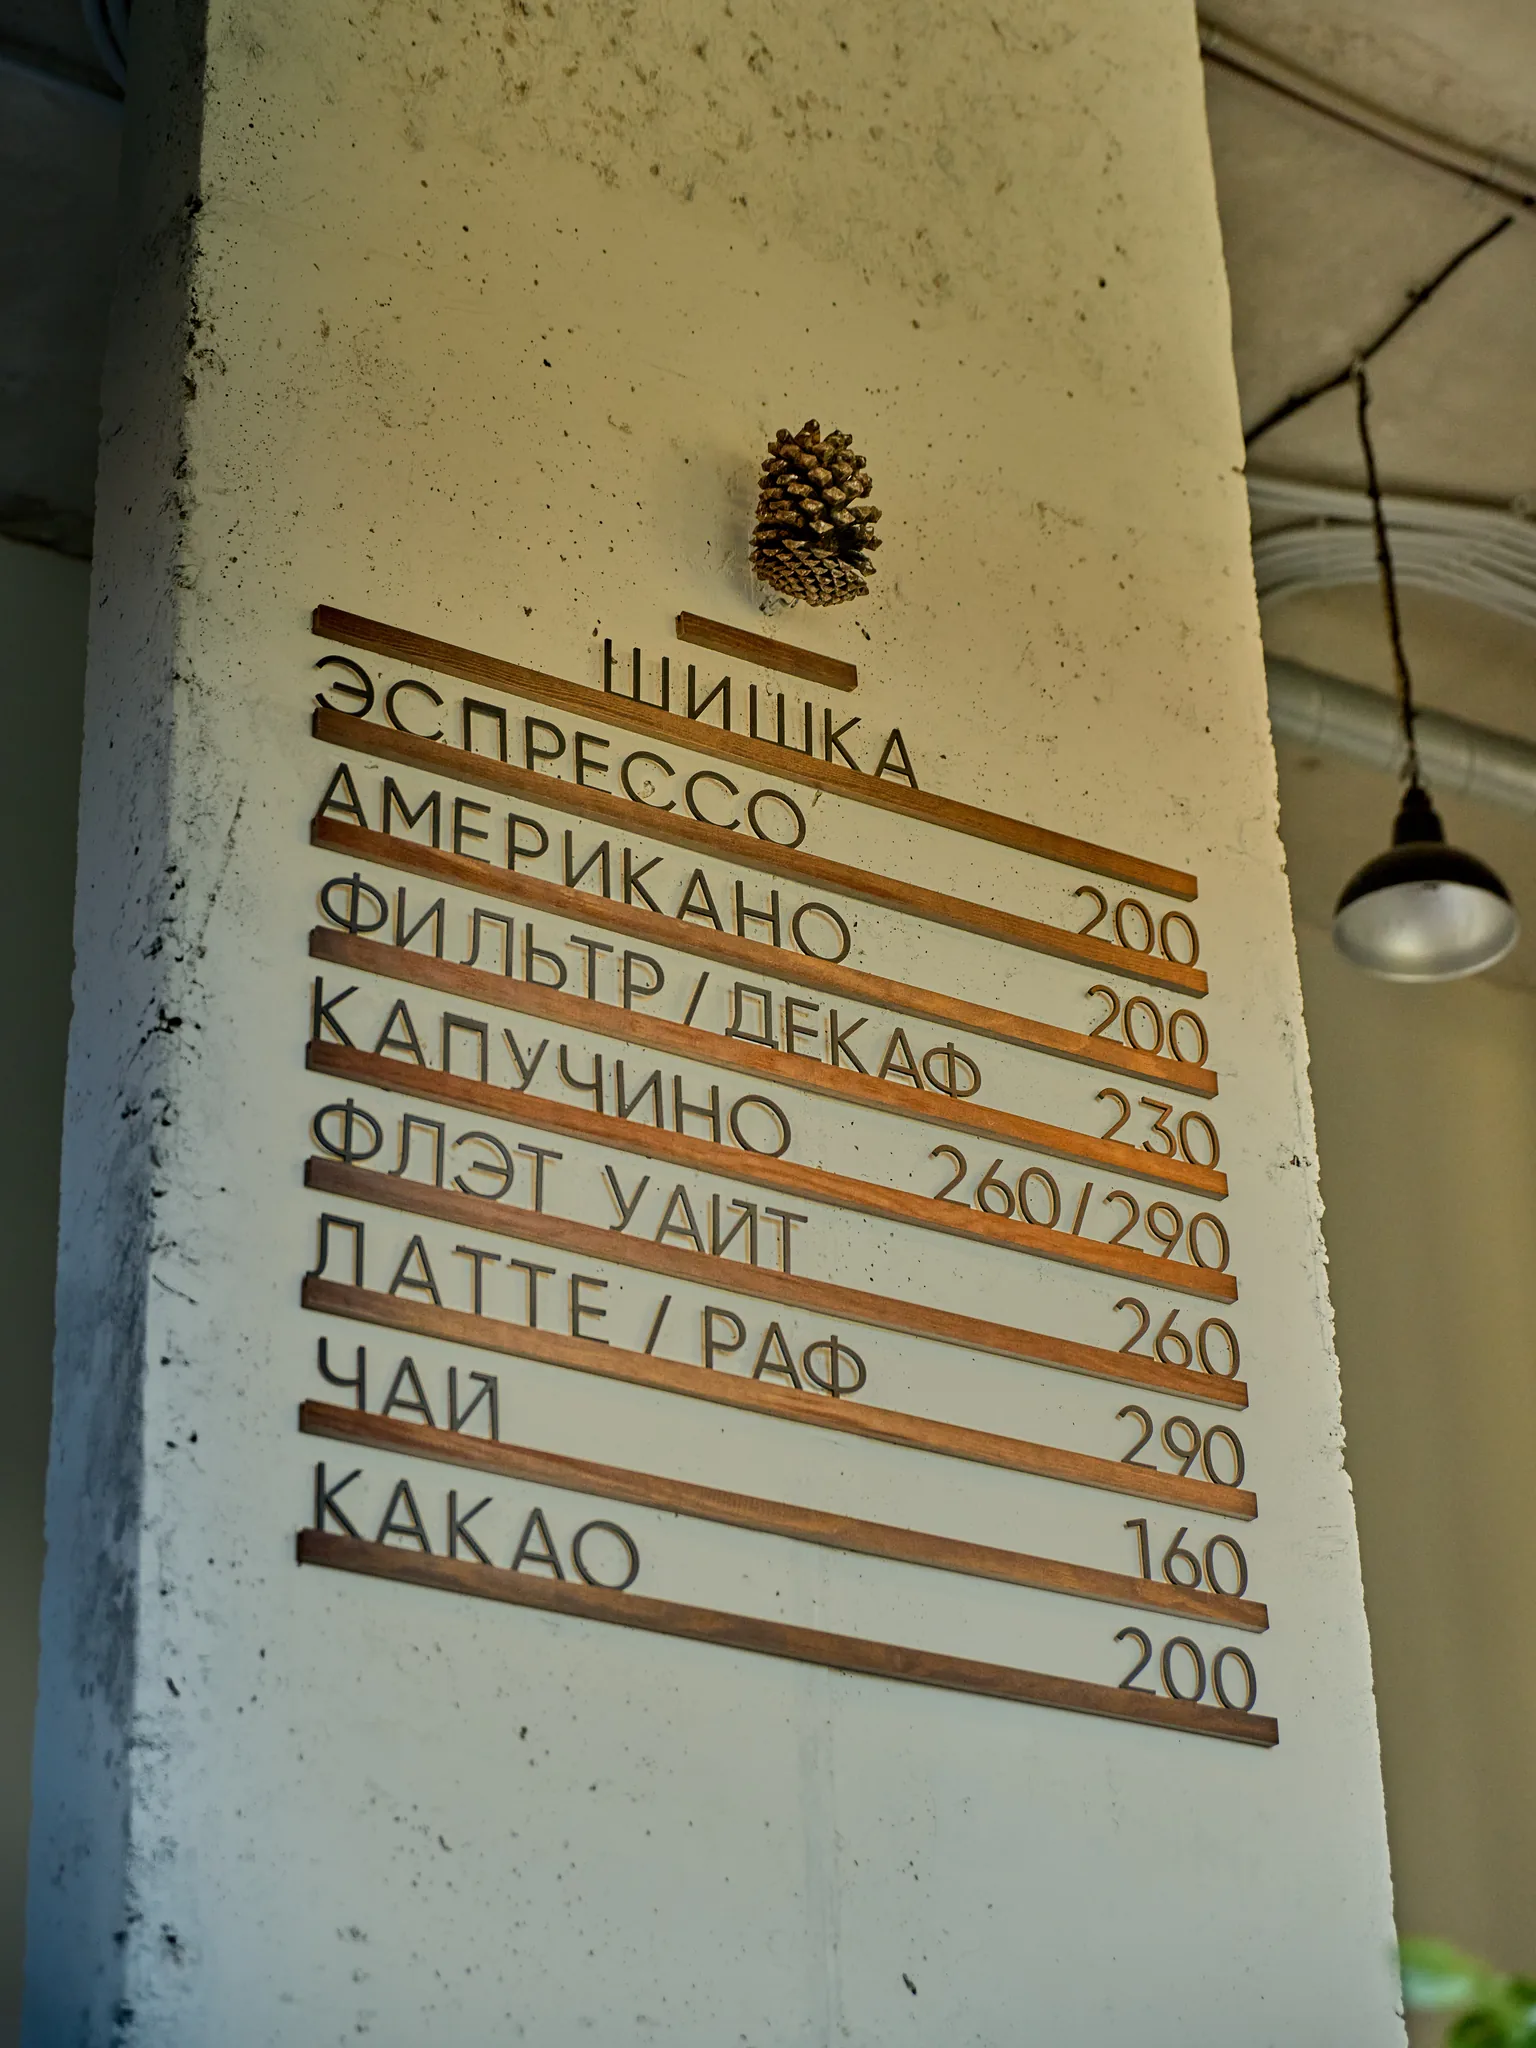 ШИШКА
ЭСПРЕССО 200
АМЕРИКАНО 200
ФИЛЬТР / ДЕКАФ 230
КАПУЧИНО 260/290
ФЛЭТ УАЙТ 260
ЛАТТЕ / РАФ 290
ЧАЙ 160
КАКАО 200